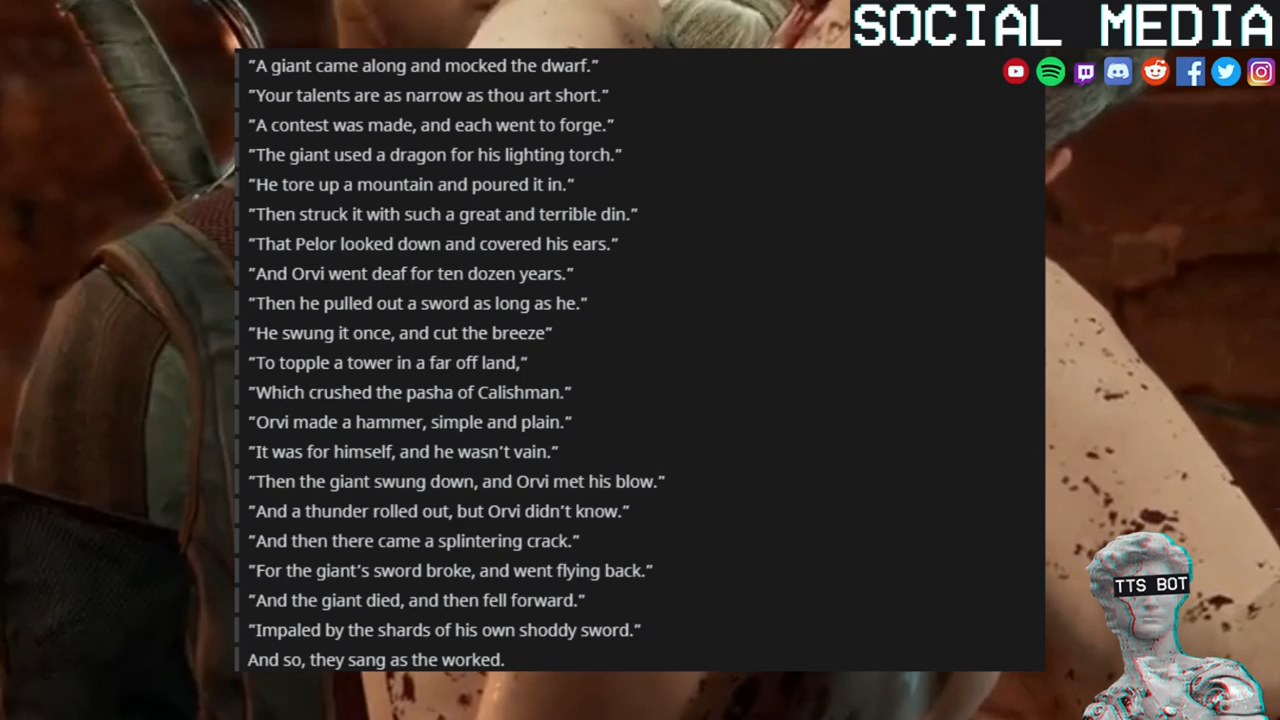 SOCIAL MEDIA
”A giant came along and mocked the dwarf.”
”Your talents are as narrow as thou art short.”
”A contest was made, and each went to forge.”
”The giant used a dragon for his lighting torch.”
”He tore up a mountain and poured it in.”
”Then struck it with such a great and terrible din.”
”That Pelor looked down and covered his ears.”
”And Orvi went deaf for ten dozen years.”
”Then he pulled out a sword as long as he.”
”He swung it once, and cut the breeze”
”To topple a tower in a far off land,”
”Which crushed the pasha of Calishman.”
”Orvi made a hammer, simple and plain.”
”It was for himself, and he wasn’t vain.”
”Then the giant swung down, and Orvi met his blow.”
”And a thunder rolled out, but Orvi didn’t know.”
”And then there came a splintering crack.”
”For the giant’s sword broke, and went flying back.”
”And the giant died, and then fell forward.”
”Impaled by the shards of his own shoddy sword.”
And so, they sang as the worked.
TTS BOT